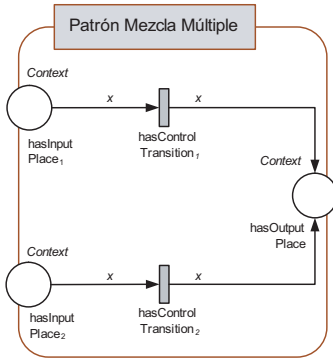 Patrón Mezcla Múltiple
Context
x
x
hasInput
Place1
hasControl
Transition1
Context
hasOutput
Place
Context
x
x
hasInput
Place2
hasControl
Transition2